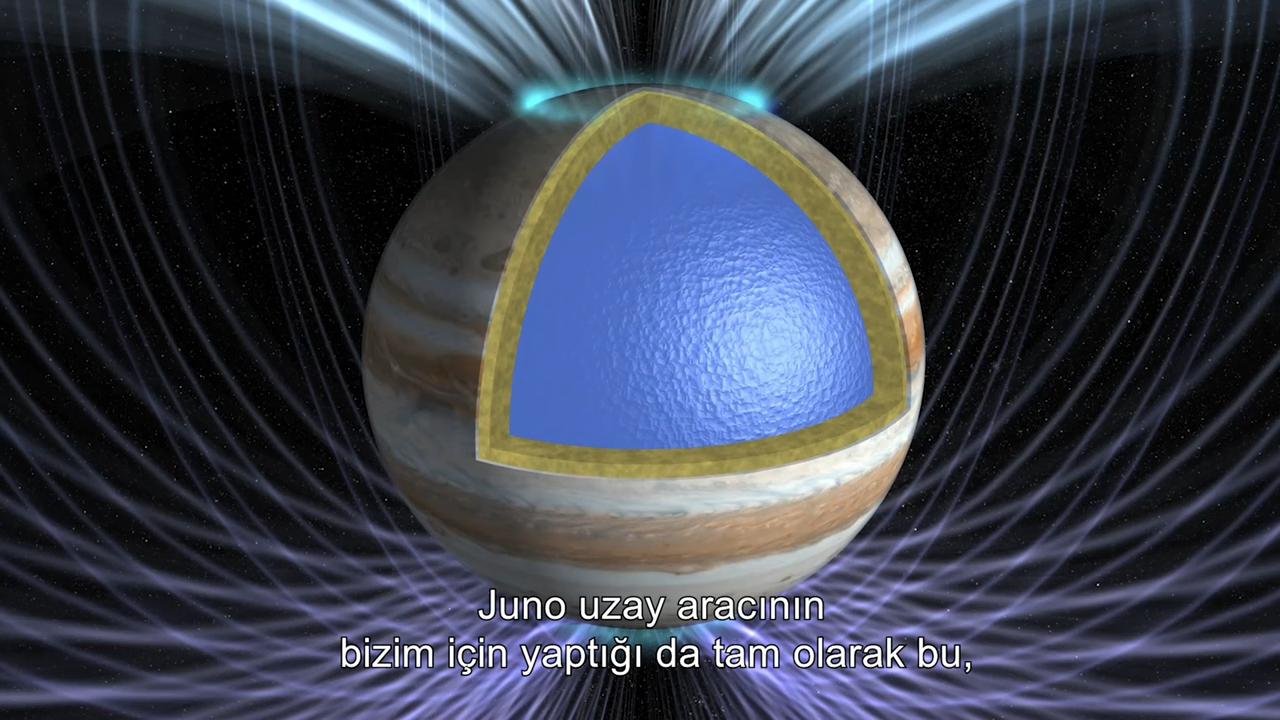 Juno uzay aracının
bizim için yaptığı da tam olarak bu,